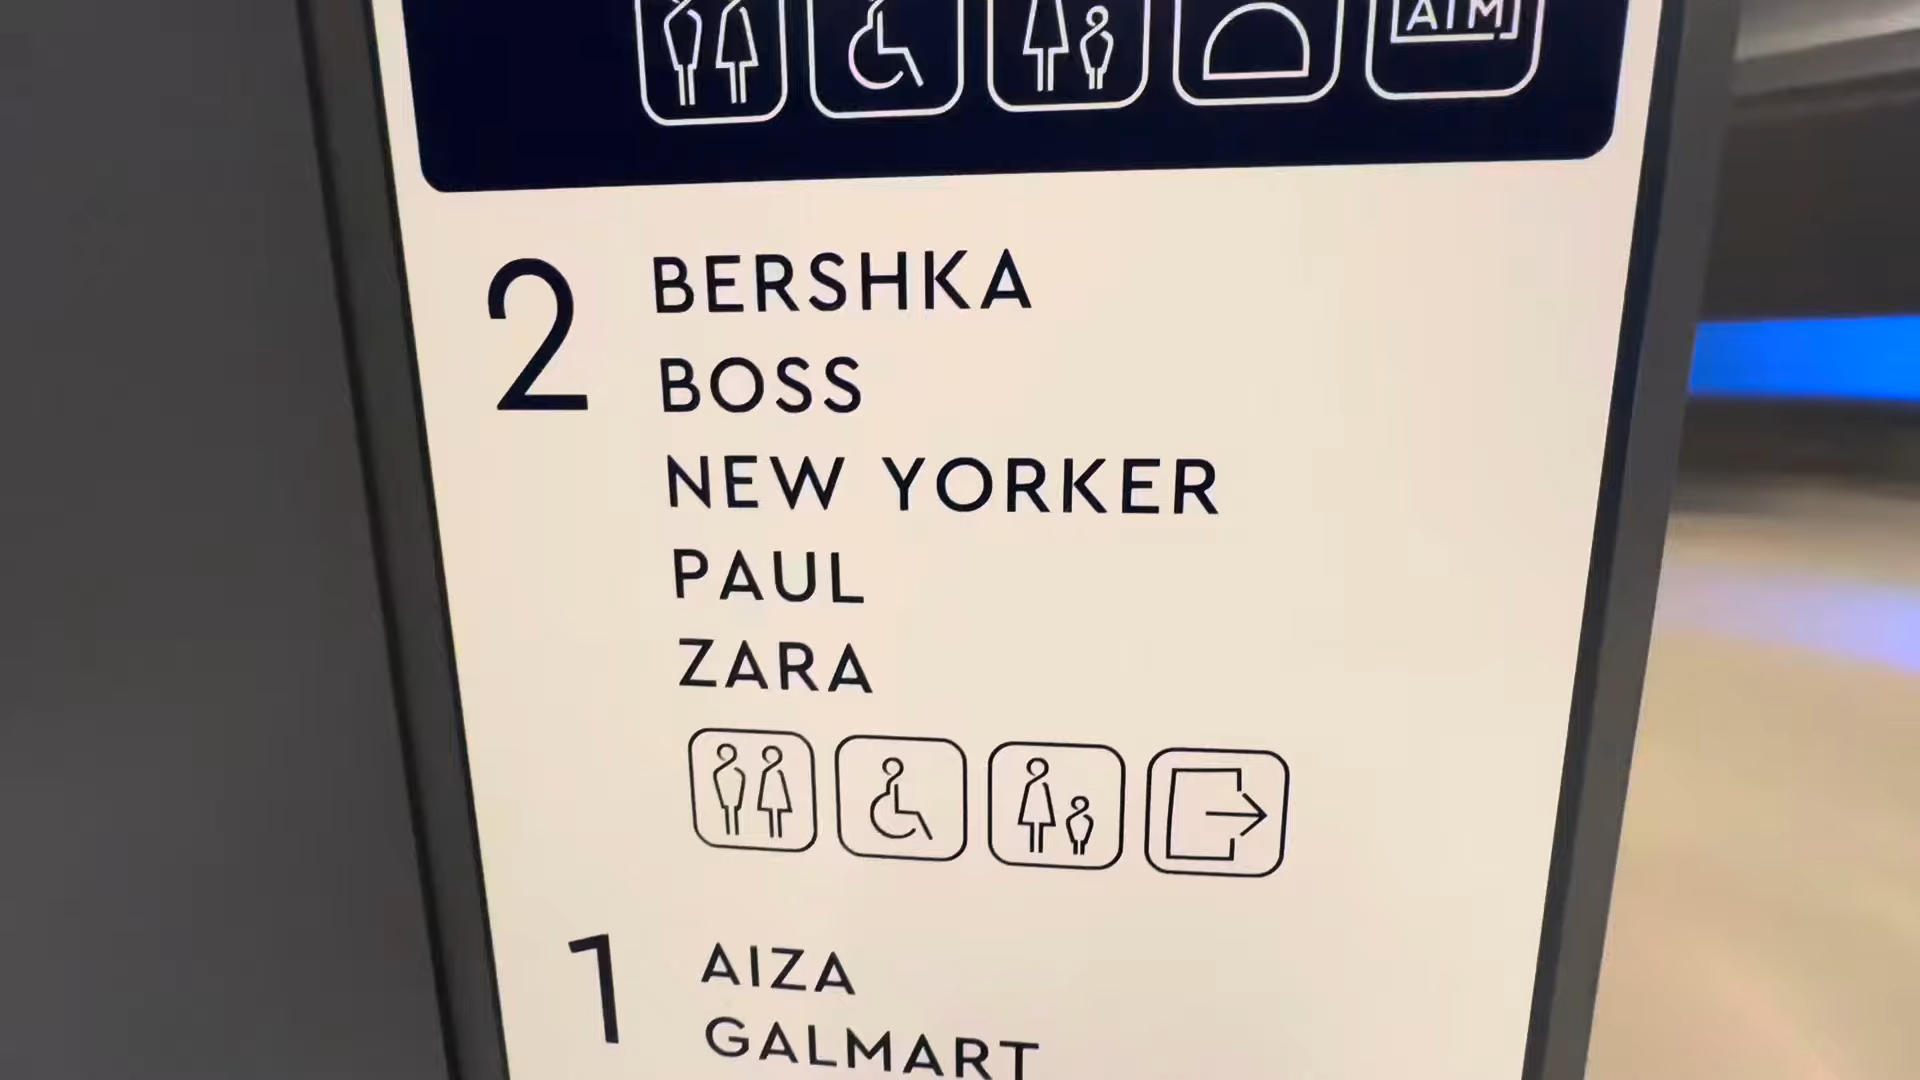 ATM
2 BERSHKA
BOSS
NEW YORKER
PAUL
ZARA
1 AIZA
GALMART